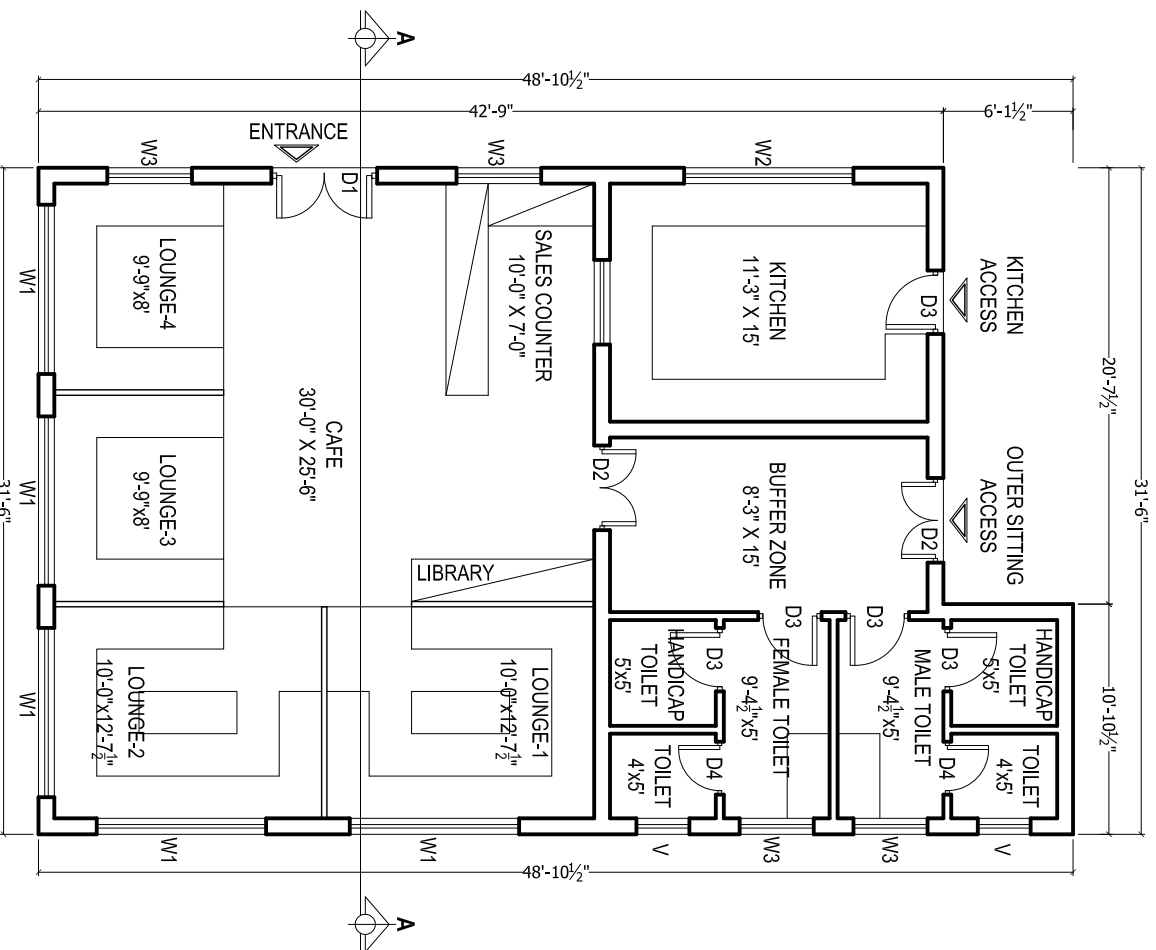 A
48'-10½"
42'-9"
6'-1½"
ENTRANCE
W3
W3
W2
D1
31'-6"
20'-7½"
10'-10½"
KITCHEN
ACCESS
D3
OUTER SITTING
ACCESS
D2
SALES COUNTER
10'-0" X 7'-0"
KITCHEN
11'-3" X 15'
LOUNGE-4
9'-9"x8'
W1
CAFE
30'-0" X 25'-6"
LOUNGE-3
9'-9"x8'
W1
D2
BUFFER ZONE
8'-3" X 15'
LIBRARY
D3
D3
LOUNGE-2
10'-0"x12'-7½"
W1
LOUNGE-1
10'-0"x12'-7½"
HANDICAP
TOILET
5'x5'
D3
FEMALE TOILET
9'-4½"x5'
MALE TOILET
9'-4½"x5'
D3
HANDICAP
TOILET
5'x5'
TOILET
4'x5'
D4
D4
TOILET
4'x5'
31'-6"
W1
W1
V
W3
W3
V
48'-10½"
A